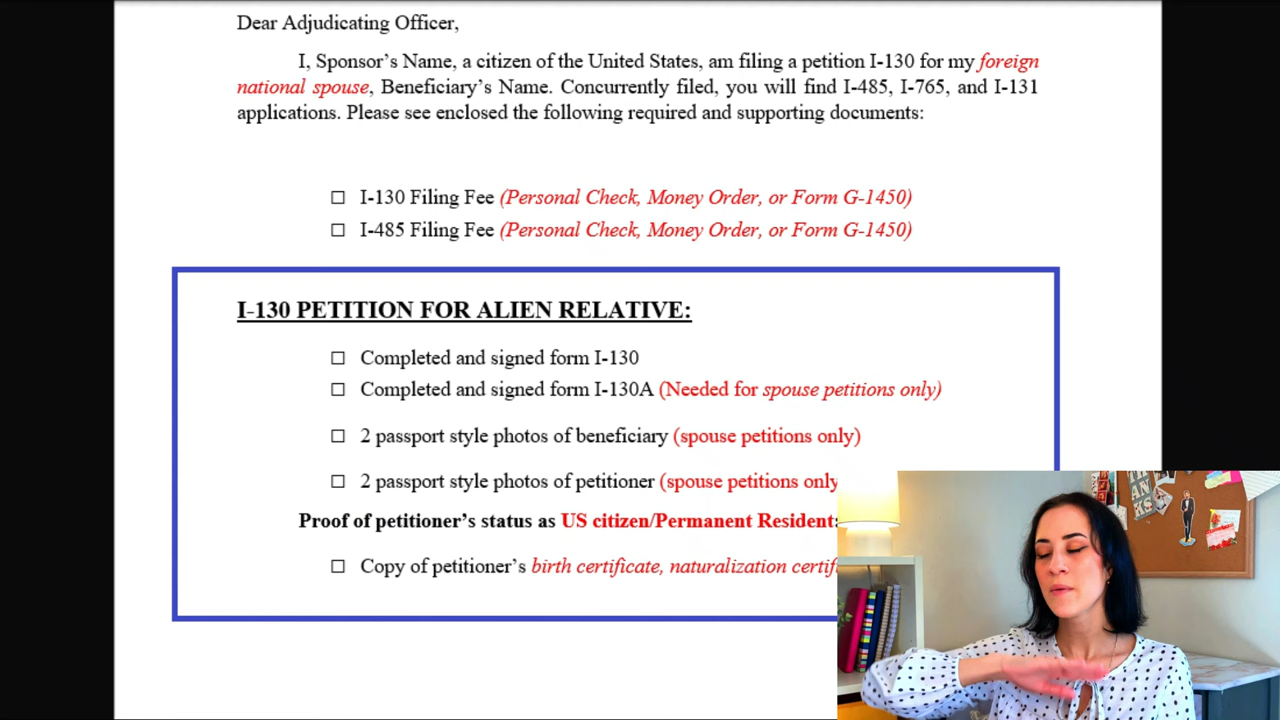 Dear Adjudicating Officer,
I, Sponsor’s Name, a citizen of the United States, am filing a petition I-130 for my foreign
national spouse, Beneficiary’s Name. Concurrently filed, you will find I-485, I-765, and I-131
applications. Please see enclosed the following required and supporting documents:
☐ I-130 Filing Fee (Personal Check, Money Order, or Form G-1450)
☐ I-485 Filing Fee (Personal Check, Money Order, or Form G-1450)
I-130 PETITION FOR ALIEN RELATIVE:
☐ Completed and signed form I-130
☐ Completed and signed form I-130A (Needed for spouse petitions only)
☐ 2 passport style photos of beneficiary (spouse petitions only)
☐ 2 passport style photos of petitioner (spouse petitions only
Proof of petitioner’s status as US citizen/Permanent Resident:
☐ Copy of petitioner’s birth certificate, naturalization